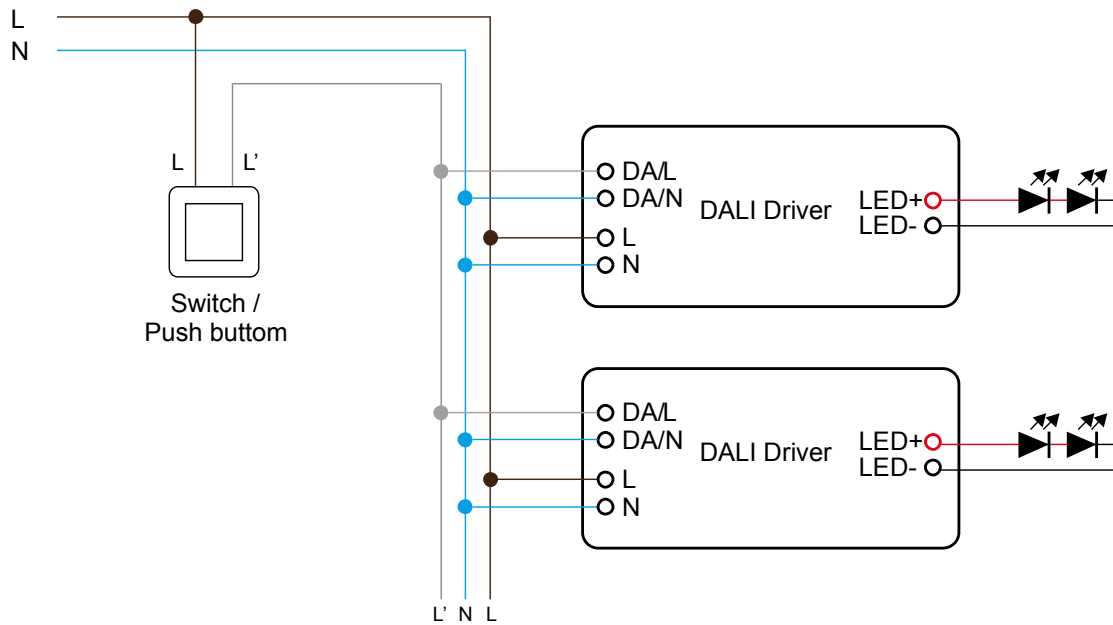 L
N
L L’
Switch /
Push buttom
DA/L
DA/N
L
N
DALI Driver
LED+
LED-
DA/L
DA/N
L
N
DALI Driver
LED+
LED-
L’ N L